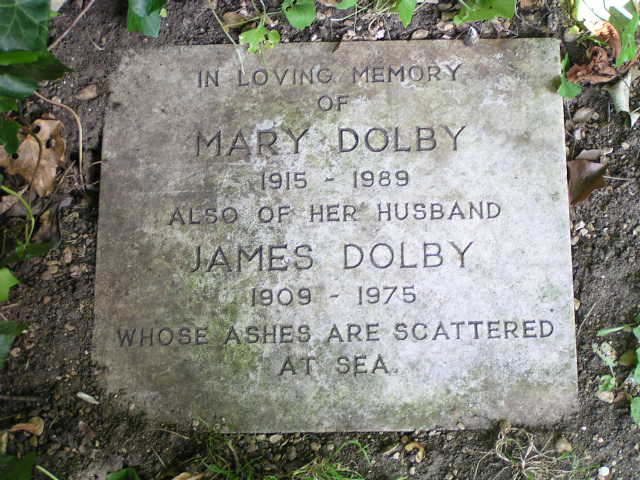 IN LOVING MEMORY
OF
MARY DOLBY
1915 - 1989
ALSO OF HER HUSBAND
JAMES DOLBY
1909 - 1975
WHOSE ASHES ARE SCATTERED
AT SEA.